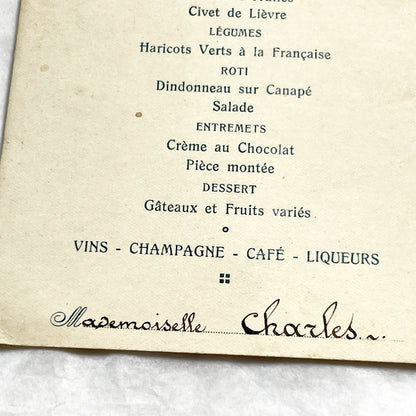 Civet de Lièvre
LÉGUMES
Haricots Verts à la Française
ROTI
Dindonneau sur Canapé
Salade
ENTREMETS
Crème au Chocolat
Pièce montée
DESSERT
Gâteaux et Fruits variés
VINS - CHAMPAGNE - CAFÉ - LIQUEURS
Mademoiselle Charles